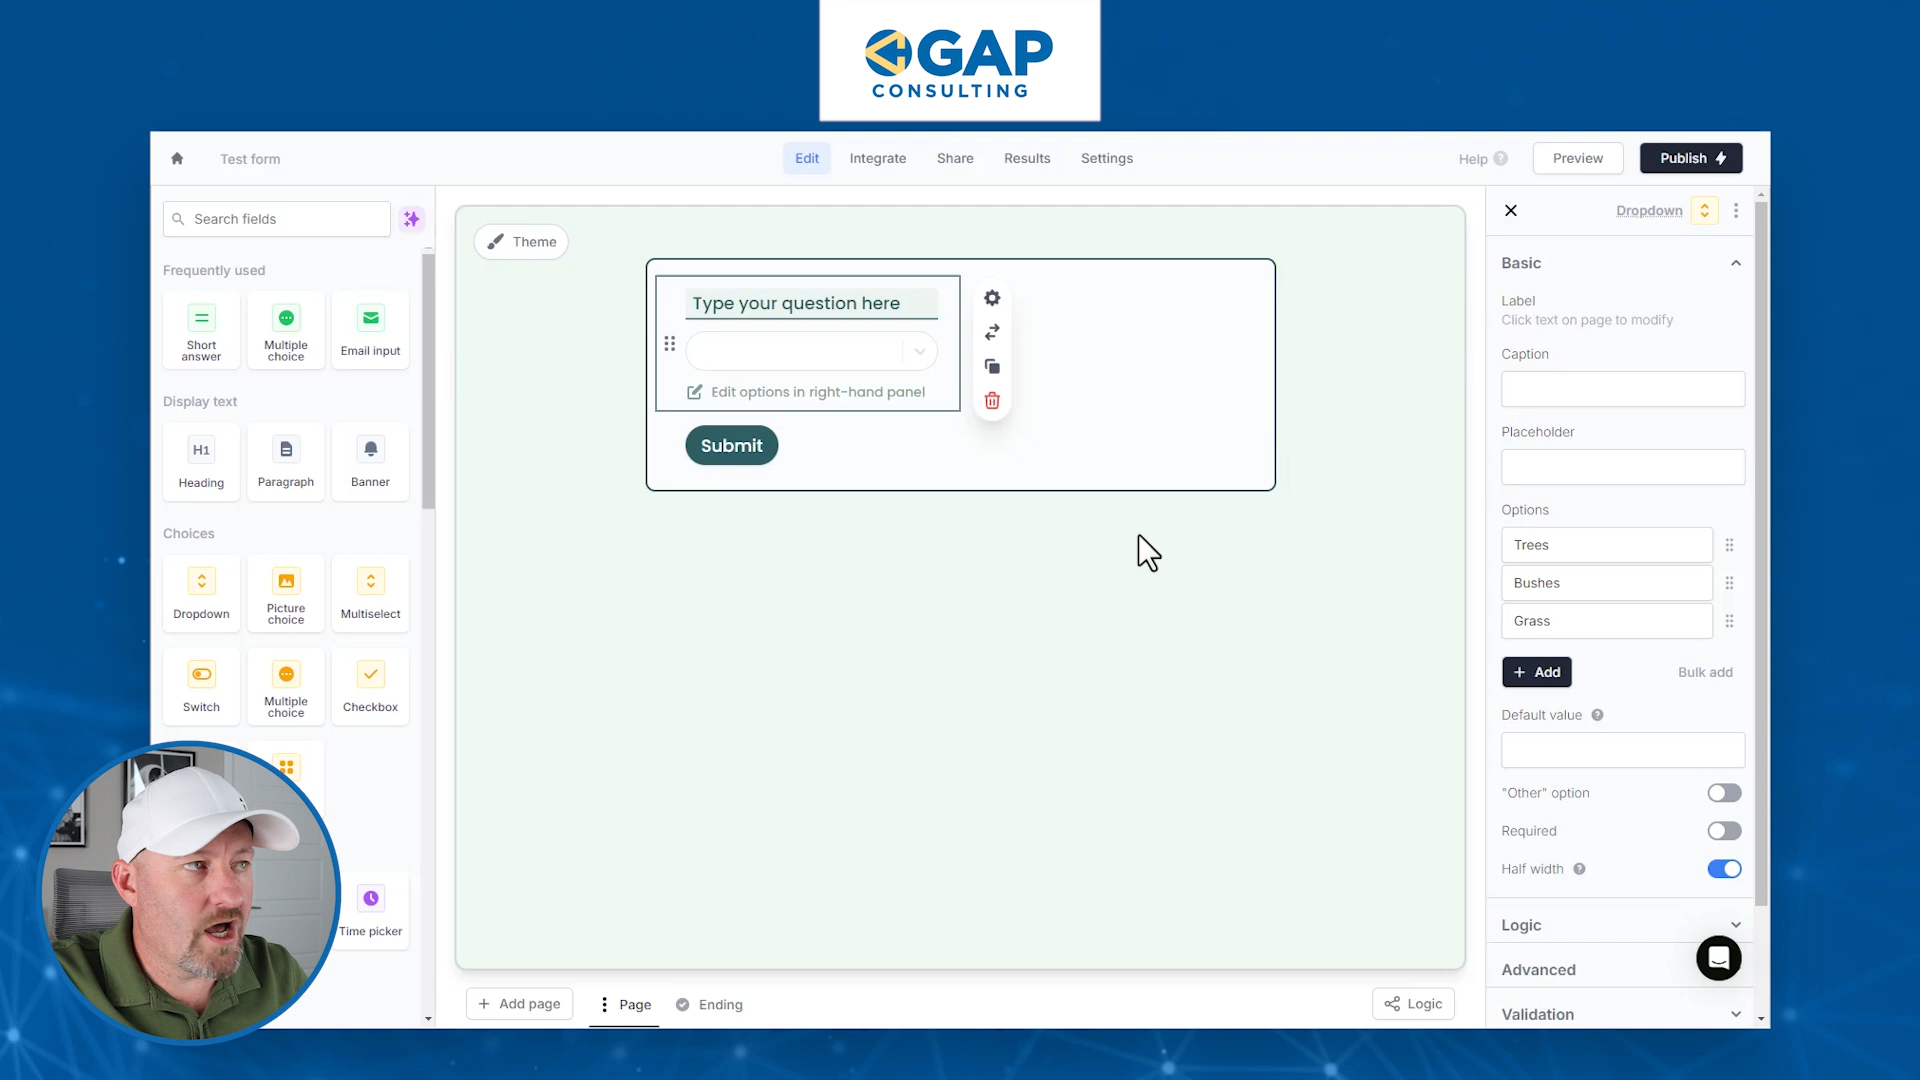 GAP
CONSULTING
Test form
Edit
Integrate
Share
Results
Settings
Help
Preview
Publish
Search fields
Frequently used
Short answer
Multiple choice
Email input
Display text
H1
Heading
Paragraph
Banner
Choices
Dropdown
Picture choice
Multiselect
Switch
Multiple choice
Checkbox
Time picker
Theme
Type your question here
Edit options in right-hand panel
Submit
Add page
Page
Ending
Logic
Dropdown
Basic
Label
Click text on page to modify
Caption
Placeholder
Options
Trees
Bushes
Grass
+ Add
Bulk add
Default value
"Other" option
Required
Half width
Logic
Advanced
Validation